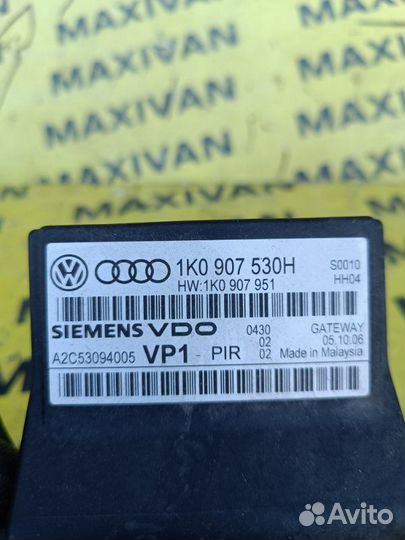 MAXIVAN
MAXIVAN
MAXIVAN
MAXIVAN
1K0 907 530H
S0010
HW:1K0 907 951
HH04
SIEMENS VDO
0430
GATEWAY
02
05.10.06
A2C53094005 VP1 - PIR 02 Made in Malaysia
Avito